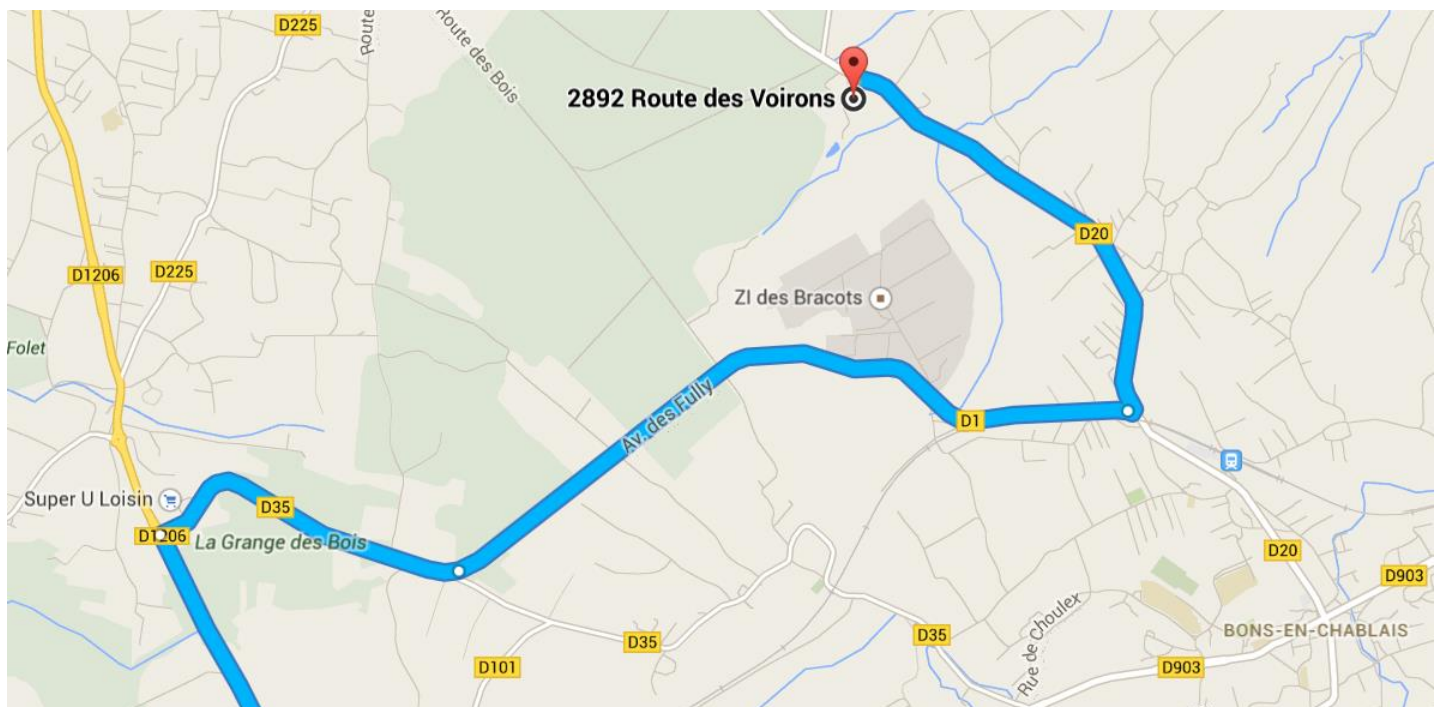 D225
Route
Route des Bois
2892 Route des Voirons
D20
D1206
D225
ZI des Bracots
Folet
Av. des Fully
D1
Super U Loisin
D35
D1206
La Grange des Bois
D20
D903
Rue de Choulex
BONS-EN-CHABLAIS
D35
D35
D101
D903